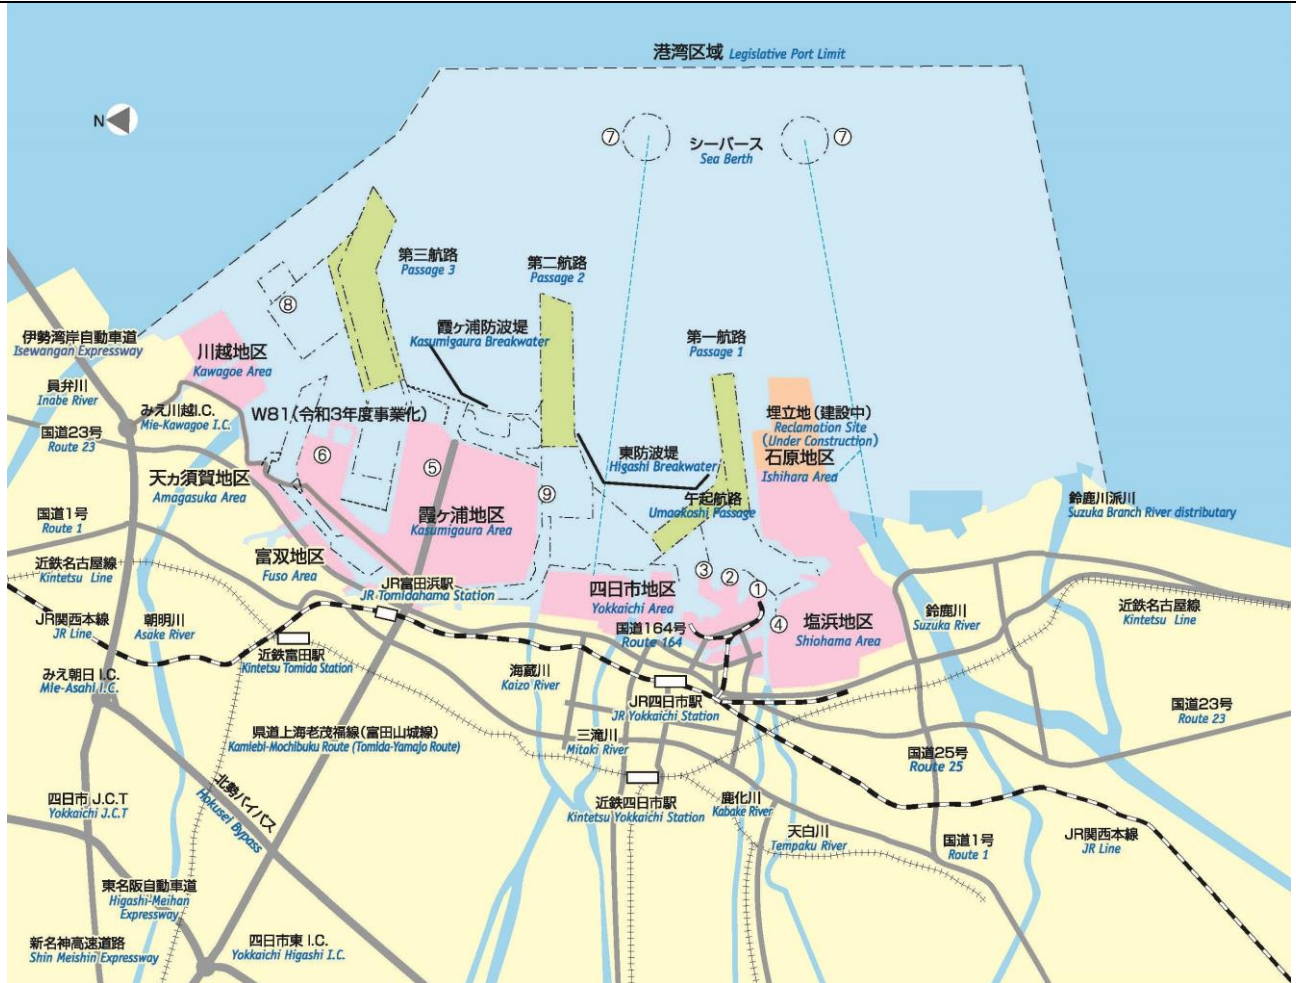 港湾区域 Legislative Port Limit
N
⑦
シーバース
Sea Berth
⑦
第三航路
Passage 3
第二航路
Passage 2
⑧
霞ヶ浦防波堤
Kasumigaura Breakwater
第一航路
Passage 1
伊勢湾岸自動車道
Isewangan Expressway
川越地区
Kawagoe Area
員弁川
Inabe River
みえ川越I.C.
Mie-Kawagoe I.C.
W81(令和3年度事業化)
埋立地(建設中)
Reclamation Site
(Under Construction)
国道23号
Route 23
⑥
⑤
東防波堤
Higashi Breakwater
石原地区
Ishihara Area
天カ須賀地区
Amagasuka Area
⑨
午起航路
Umaokoshi Passage
鈴鹿川派川
Suzuka Branch River distributary
国道1号
Route 1
霞ヶ浦地区
Kasumigaura Area
富双地区
Fuso Area
近鉄名古屋線
Kintetsu Line
JR富田浜駅
JR Tomidahama Station
四日市地区
Yokkaichi Area
③
②
①
④
塩浜地区
Shiohama Area
鈴鹿川
Suzuka River
近鉄名古屋線
Kintetsu Line
JR関西本線
JR Line
朝明川
Asake River
国道164号
Route 164
近鉄富田駅
Kintetsu Tomida Station
海蔵川
Kaizo River
みえ朝日 I.C.
Mie-Asahi I.C.
JR四日市駅
JR Yokkaichi Station
国道23号
Route 23
県道上海老茂福線(富田山城線)
Kamiebi-Mochibuku Route (Tomida-Yamajo Route)
三滝川
Mitaki River
国道25号
Route 25
四日市 J.C.T
Yokkaichi J.C.T
北勢バイパス
Hokusei Bypass
近鉄四日市駅
Kintetsu Yokkaichi Station
鹿化川
Kabake River
天白川
Tempaku River
国道1号
Route 1
JR関西本線
JR Line
東名阪自動車道
Higashi-Meihan
Expressway
新名神高速道路
Shin Meishin Expressway
四日市東 I.C.
Yokkaichi Higashi I.C.